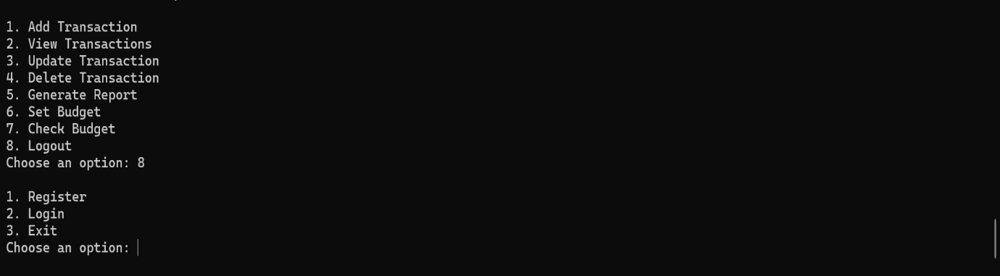 1. Add Transaction
2. View Transactions
3. Update Transaction
4. Delete Transaction
5. Generate Report
6. Set Budget
7. Check Budget
8. Logout
Choose an option: 8
1. Register
2. Login
3. Exit
Choose an option: